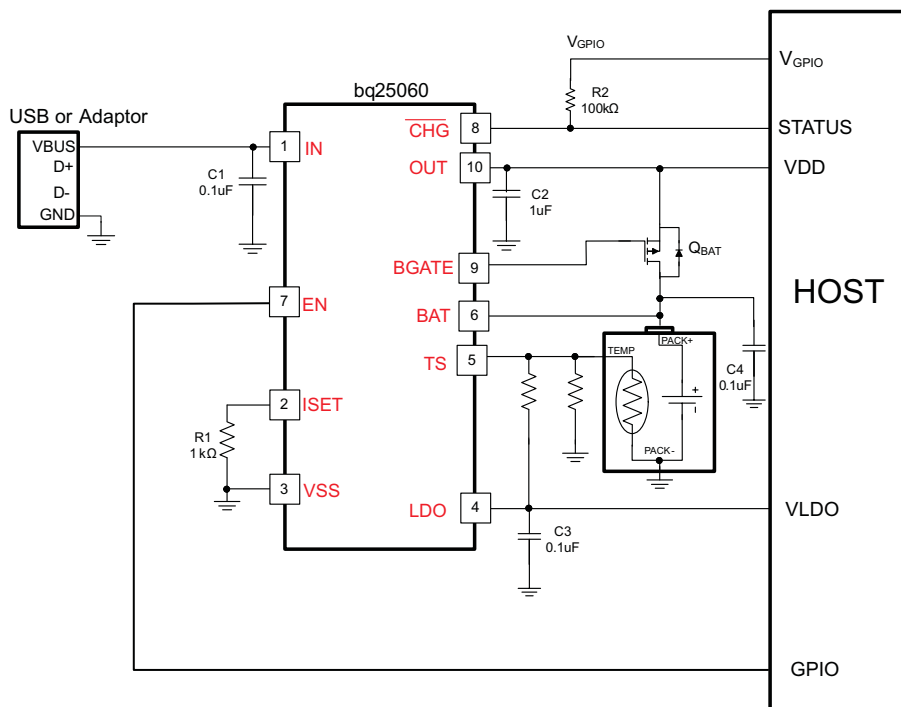 USB or Adaptor
VBUS
D+
D-
GND
C1
0.1uF
bq25060
1
IN
7
EN
2
ISET
R1
1kΩ
3
VSS
CHG
8
OUT
10
BGATE
9
BAT
6
TS
5
LDO
4
VGPIO
R2
100kΩ
C2
1uF
QBAT
TEMP
PACK+
+
−
PACK-
C4
0.1uF
C3
0.1uF
VGPIO
STATUS
VDD
HOST
VLDO
GPIO